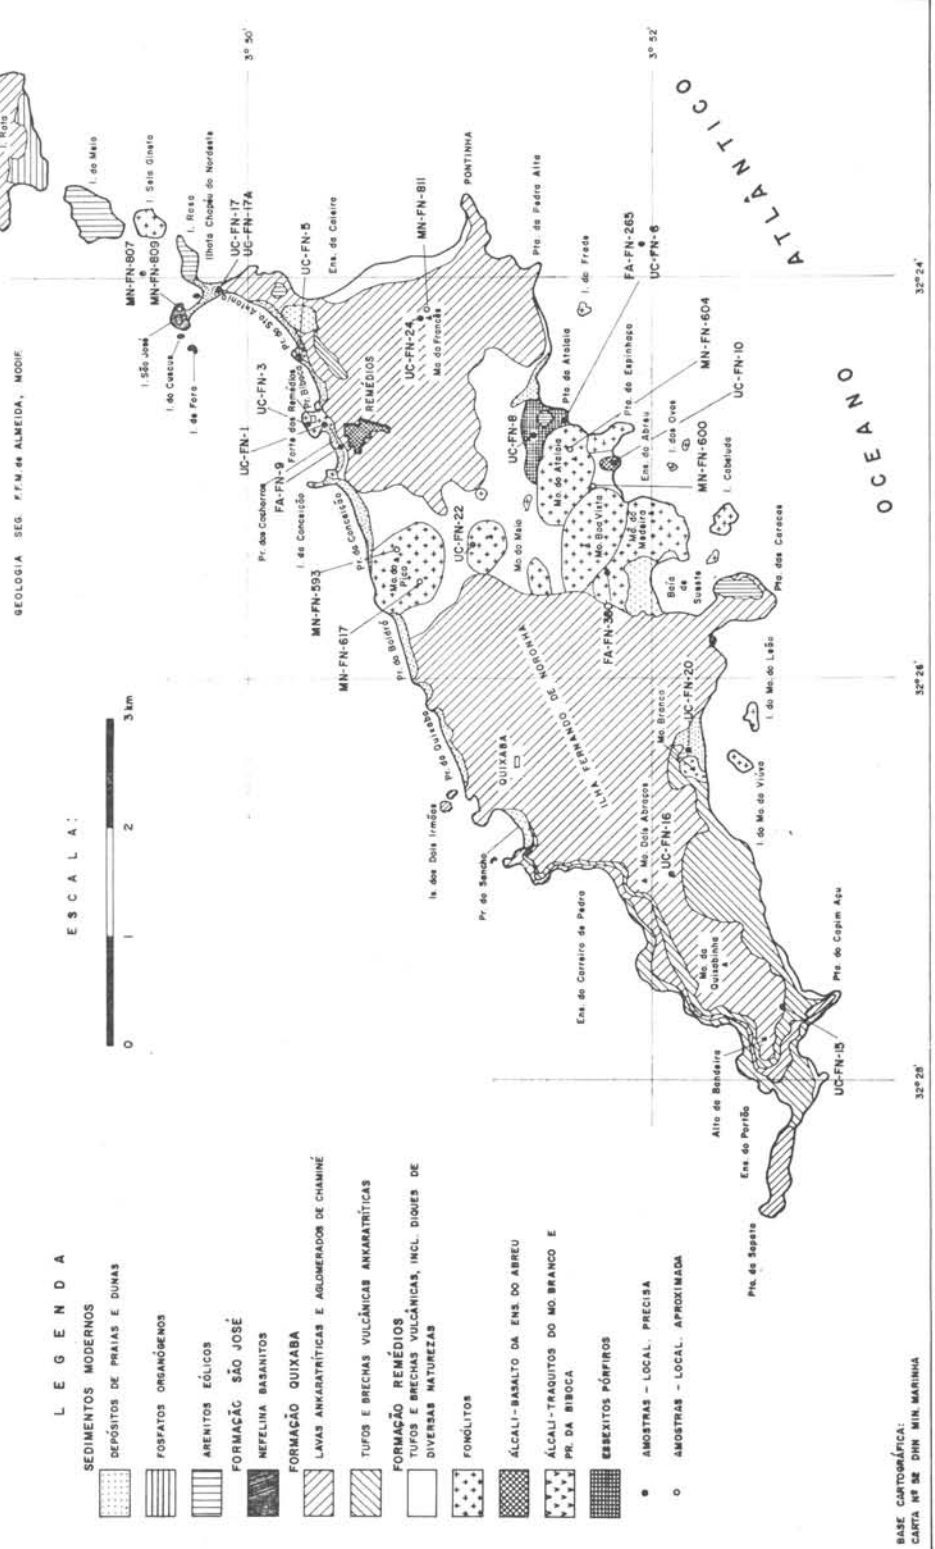 GEOLOGIA SEG. F.F.M. de ALMEIDA, MODIF.
ESCALA:
0 1 2 3 km
3° 50'
3° 52'
32° 24'
32° 26'
32° 28'
OCEANO ATLÂNTICO
I. Rata
I. do Meio
I. Sela Gineta
I. Rasa
Ilhota Chapéu do Nordeste
MN-FN-807
MN-FN-809
I. São José
I. do Cuscus
I. de Fora
UC-FN-17
UC-FN-17A
Pr. de Sto. Antonio
UC-FN-5
Ens. da Caieira
UC-FN-3
Pr. Biboca
UC-FN-1
Forte dos Remédios
REMÉDIOS
FA-FN-9
UC-FN-24
MN-FN-811
Mo. do Francês
PONTINHA
Pta. da Pedra Alta
I. do Frade
FA-FN-265
UC-FN-6
UC-FN-8
Pta. da Atalaia
Mo. da Atalaia
Pta. do Espinhaço
MN-FN-604
UC-FN-10
Ens. do Abreu
I. dos Ovos
MN-FN-600
I. Cabeluda
Pr. dos Cachorros
I. da Conceição
Pr. da Conceição
MN-FN-593
Mo. do Pico
MN-FN-617
UC-FN-22
Mo. do Meio
Mo. Boa Vista
Mo. do Madeira
FA-FN-380
Baía de Sueste
Pta. das Caracas
Pr. do Boldró
Pr. da Quixaba
Is. dos Dois Irmãos
QUIXABA
ILHA FERNANDO DE NORONHA
Pr. do Sancho
Mo. Branco
UC-FN-20
I. do Mo. do Leão
I. do Mo. da Viúva
Mo. Dois Abraços
UC-FN-16
Ens. do Carreiro de Pedra
Mo. da Quixabinha
Pta. do Capim Açu
UC-FN-15
Alto da Bandeira
Ens. do Portão
Pta. da Sapata
LEGENDA
SEDIMENTOS MODERNOS
DEPÓSITOS DE PRAIAS E DUNAS
FOSFATOS ORGANÓGENOS
ARENITOS EÓLICOS
FORMAÇÃO SÃO JOSÉ
NEFELINA BASANITOS
FORMAÇÃO QUIXABA
LAVAS ANKARATRÍTICAS E AGLOMERADOS DE CHAMINÉ
TUFOS E BRECHAS VULCÂNICAS ANKARATRÍTICAS
FORMAÇÃO REMÉDIOS
TUFOS E BRECHAS VULCÂNICAS, INCL. DIQUES DE
DIVERSAS NATUREZAS
FONÓLITOS
ÁLCALI-BASALTO DA ENS. DO ABREU
ÁLCALI-TRAQUITOS DO MO. BRANCO E
PR. DA BIBOCA
ESSEXITOS PÓRFIROS
AMOSTRAS – LOCAL. PRECISA
AMOSTRAS – LOCAL. APROXIMADA
BASE CARTOGRÁFICA:
CARTA Nº 52 DHN MIN. MARINHA